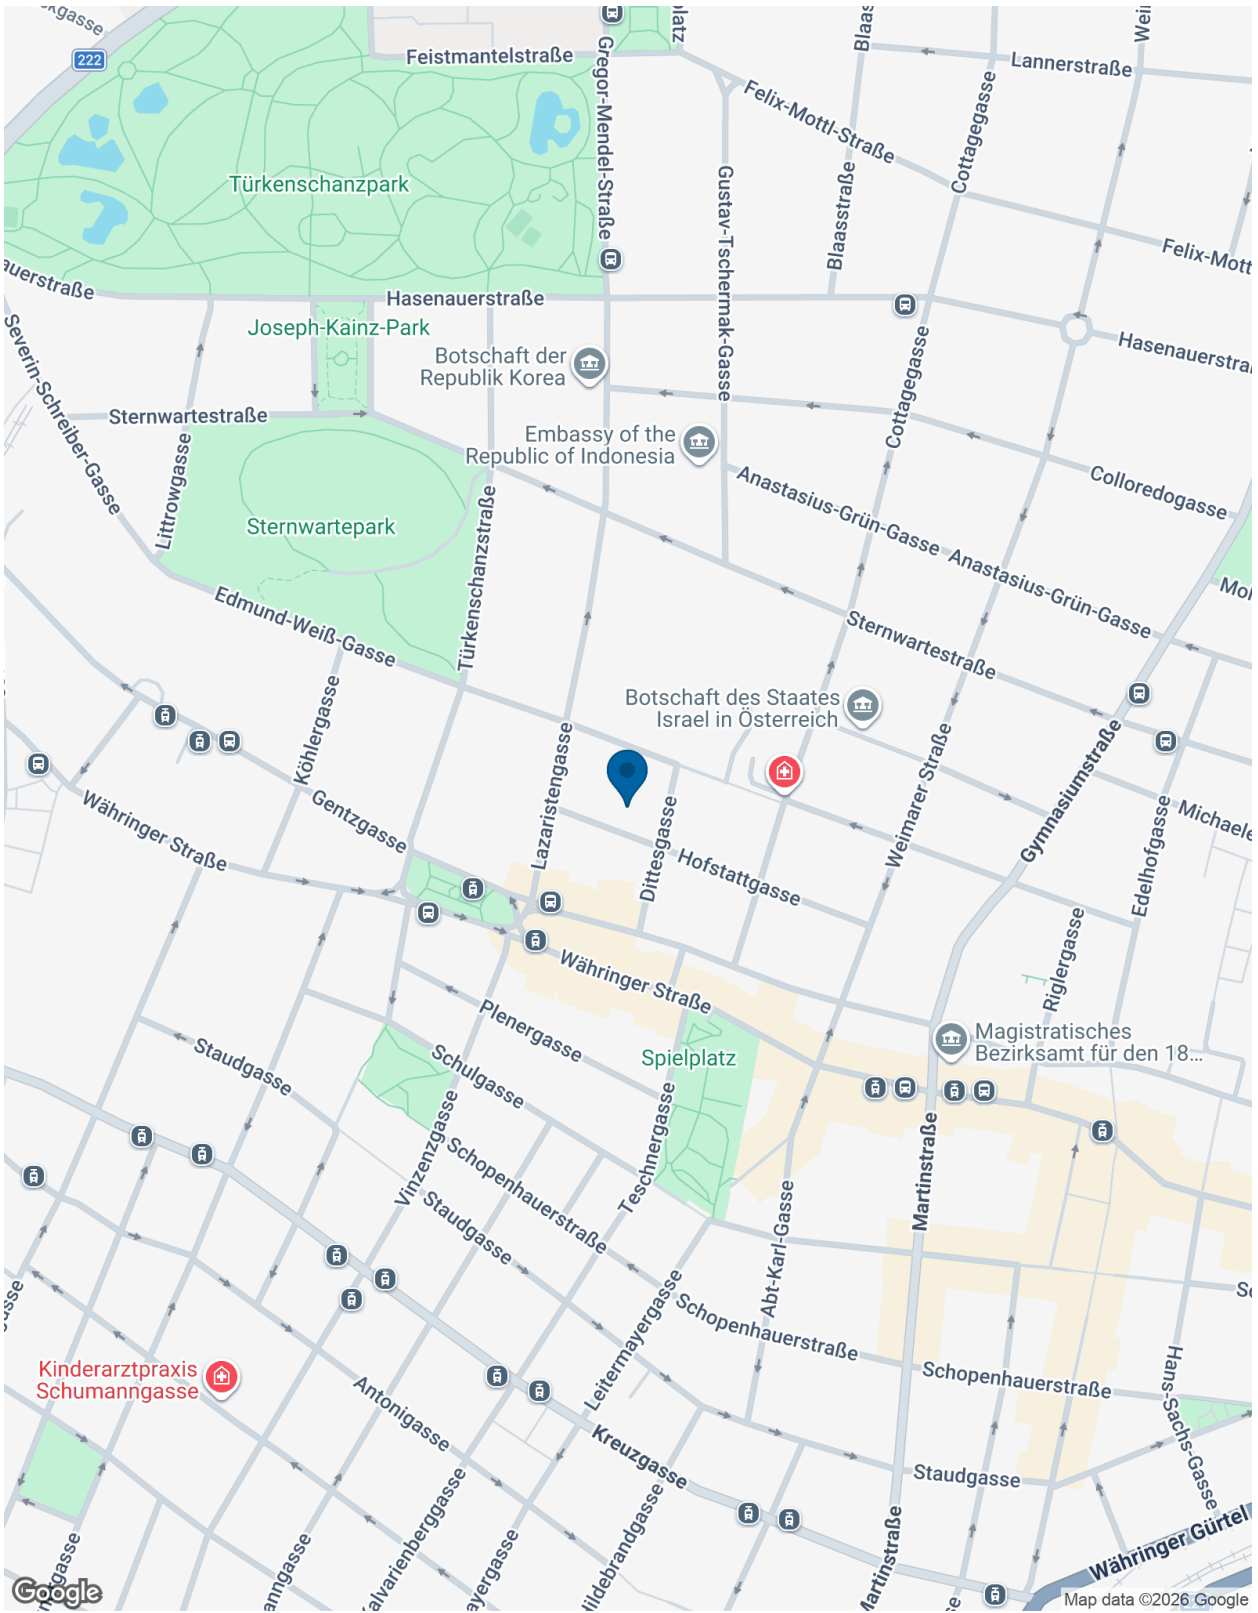 222
Feistmantelstraße
Gregor-Mendel-Straße
Lannerstraße
Felix-Mottl-Straße
Cottagegasse
Türkenschanzpark
Gustav-Tschermak-Gasse
Blaasstraße
Hasenauerstraße
Joseph-Kainz-Park
Severin-Schreiber-Gasse
Botschaft der
Republik Korea
Sternwartestraße
Littrowgasse
Embassy of the
Republic of Indonesia
Cottagegasse
Colloredogasse
Anastasius-Grün-Gasse
Anastasius-Grün-Gasse
Sternwartepark
Türkenschanzstraße
Edmund-Weiß-Gasse
Sternwartestraße
Köhlergasse
Botschaft des Staates
Israel in Österreich
Lazaristengasse
Weimarer Straße
Gymnasiumstraße
Gentzgasse
Währinger Straße
Dittesgasse
Hofstattgasse
Edelhofgasse
Riglergasse
Währinger Straße
Plenergasse
Staudgasse
Schulgasse
Spielplatz
Magistratisches
Bezirksamt für den 18...
Vinzenzgasse
Teschnergasse
Schopenhauerstraße
Staudgasse
Martinstraße
Abt-Karl-Gasse
Leitermayergasse
Schopenhauerstraße
Schopenhauerstraße
Hans-Sachs-Gasse
Kinderarztpraxis
Schumanngasse
Antonigasse
Kreuzgasse
Staudgasse
Kalvarienberggasse
Hildebrandgasse
Martinstraße
Währinger Gürtel
Google
Map data ©2026 Google